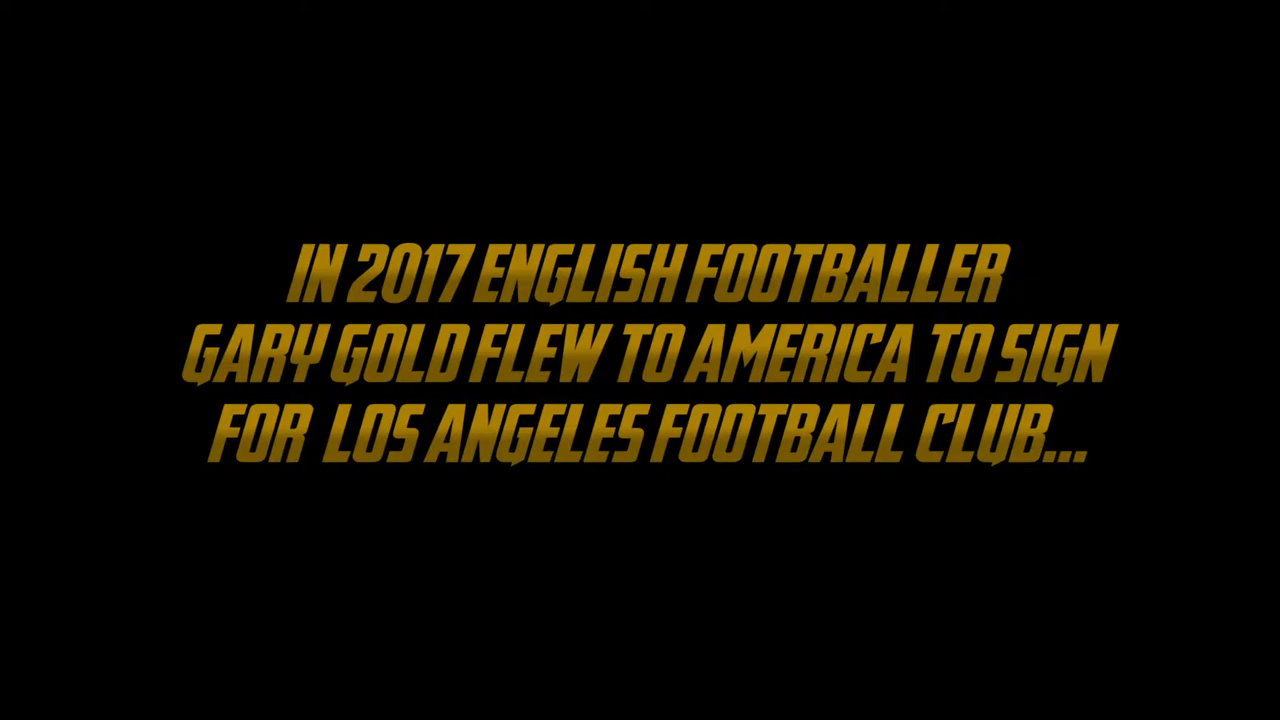 IN 2017 ENGLISH FOOTBALLER
GARY GOLD FLEW TO AMERICA TO SIGN
FOR LOS ANGELES FOOTBALL CLUB...